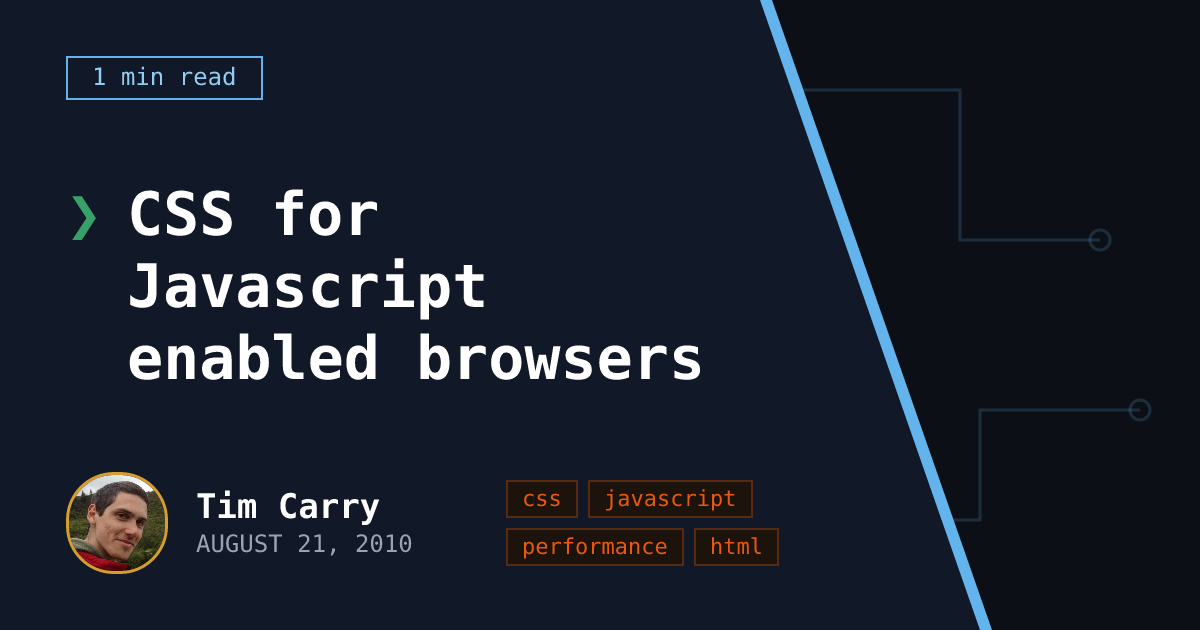 1 min read
❯ CSS for
Javascript
enabled browsers
Tim Carry
AUGUST 21, 2010
css javascript
performance html